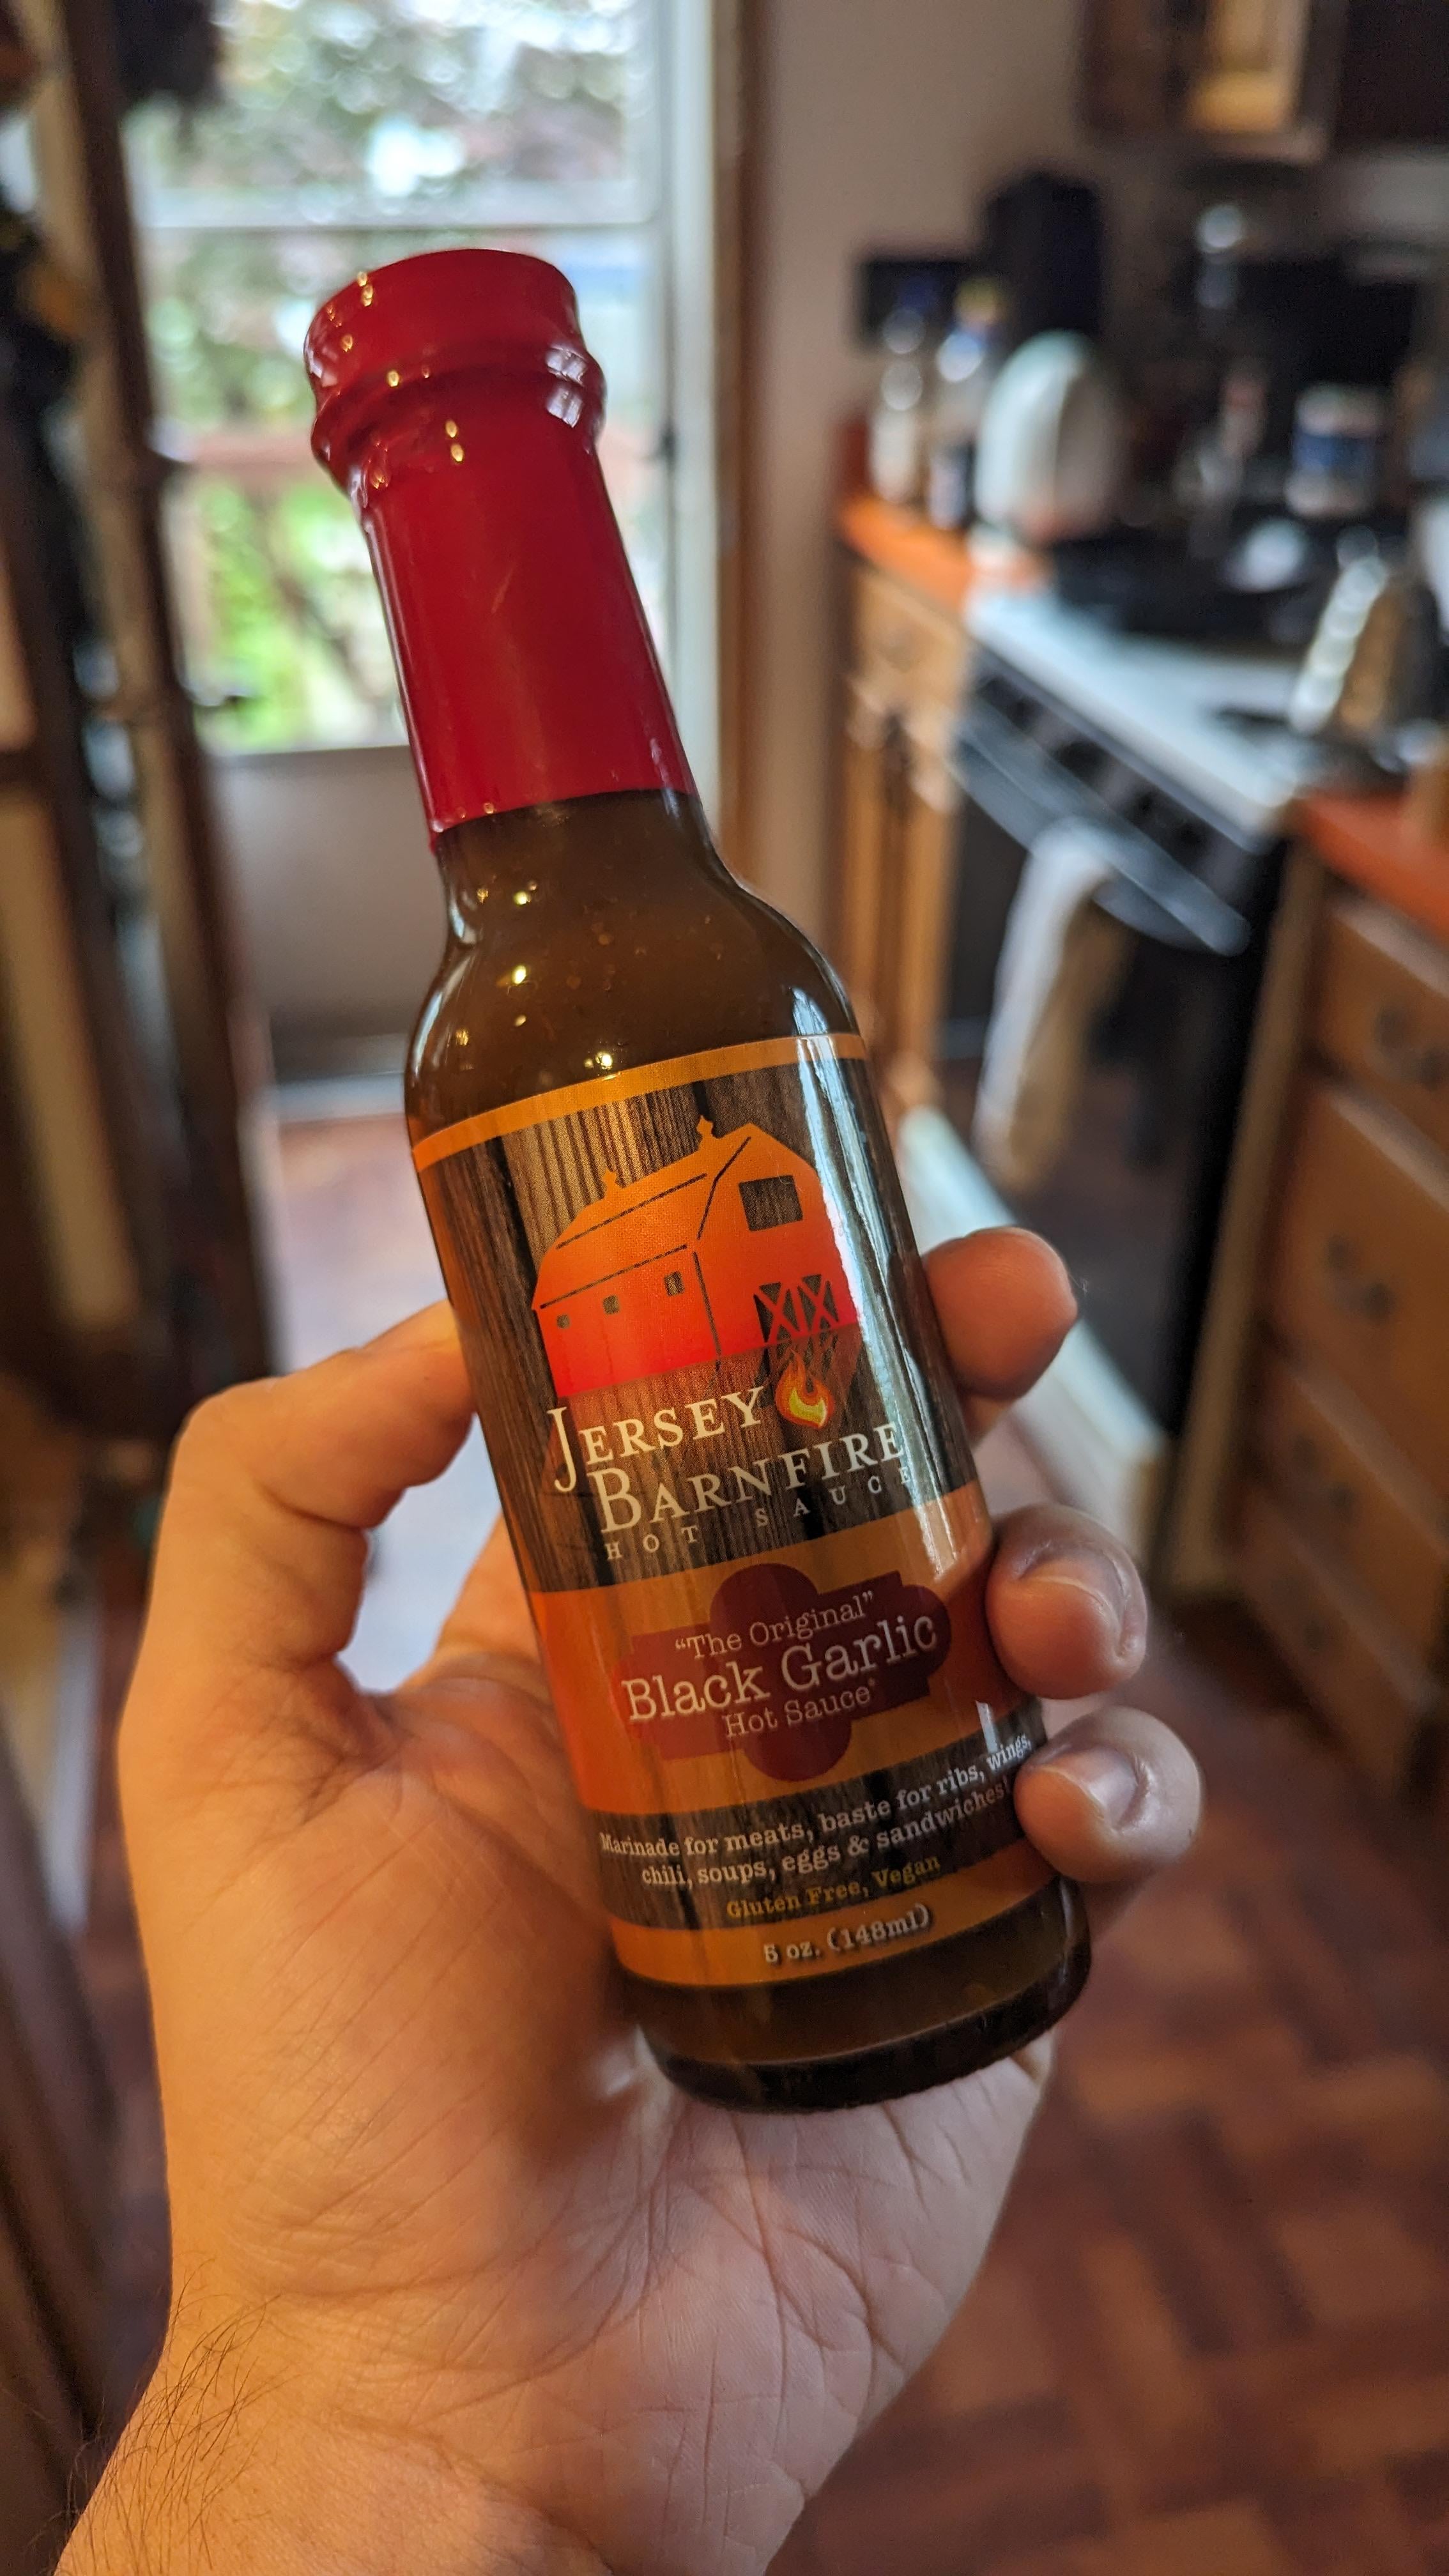 JERSEY
BARNFIRE
HOT SAUCE
“The Original”
Black Garlic
Hot Sauce®
Marinade for meats, baste for ribs, wings,
chili, soups, eggs & sandwiches!
Gluten Free, Vegan
5 oz. (148ml)